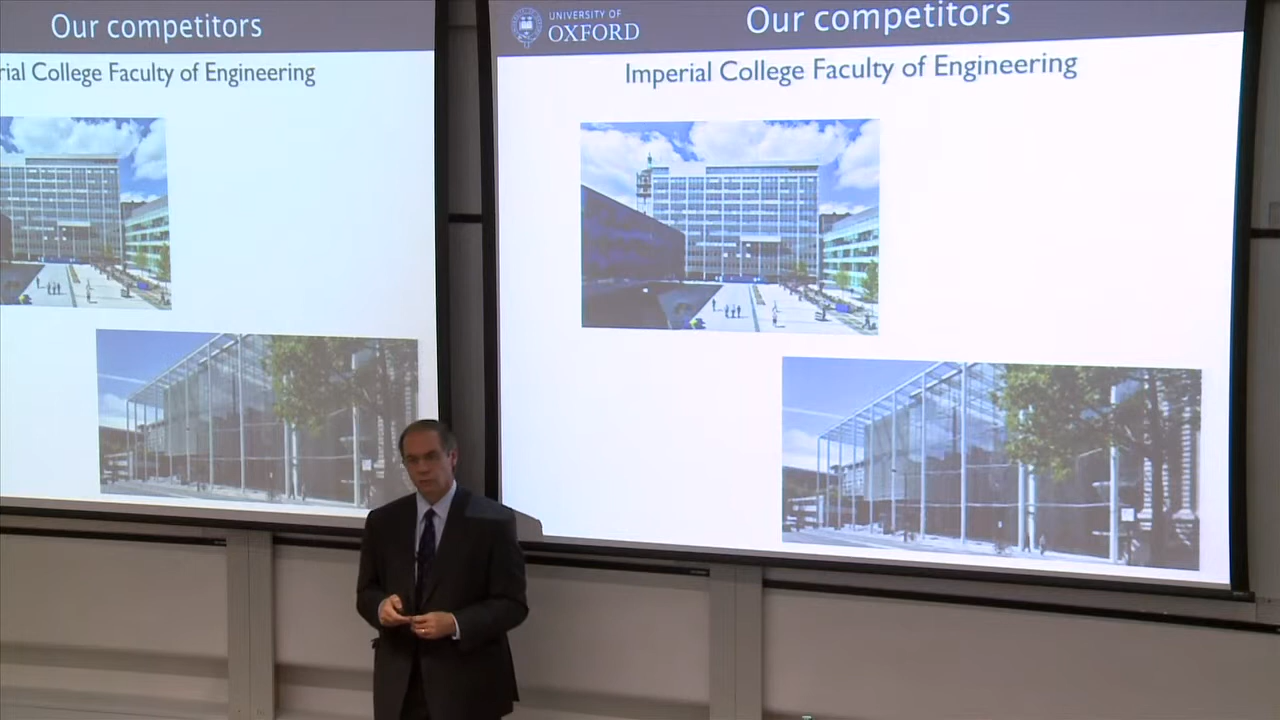 Our competitors
rial College Faculty of Engineering
UNIVERSITY OF
OXFORD
Our competitors
Imperial College Faculty of Engineering